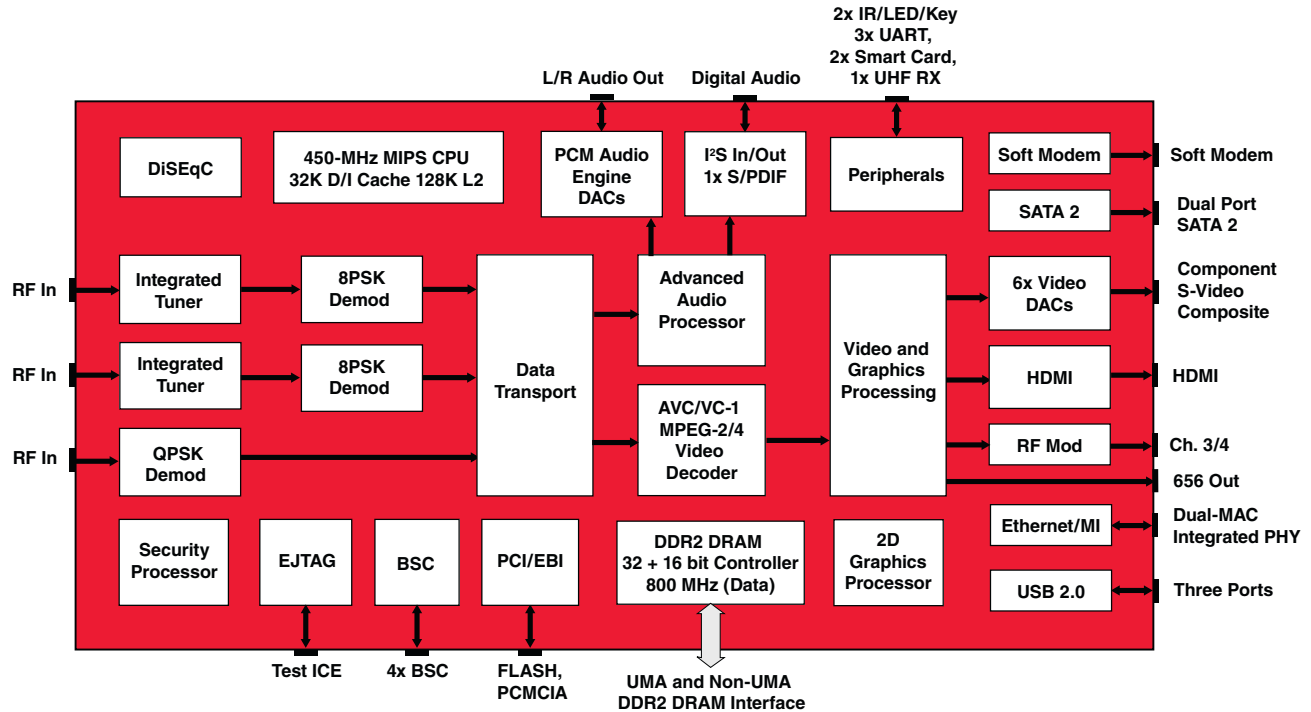 2x IR/LED/Key
3x UART,
2x Smart Card,
1x UHF RX
L/R Audio Out
Digital Audio
DiSEqC
450-MHz MIPS CPU
32K D/I Cache 128K L2
PCM Audio
Engine
DACs
I²S In/Out
1x S/PDIF
Peripherals
Soft Modem
Soft Modem
SATA 2
Dual Port
SATA 2
RF In
Integrated
Tuner
8PSK
Demod
Data
Transport
Advanced
Audio
Processor
Video and
Graphics
Processing
6x Video
DACs
Component
S-Video
Composite
RF In
Integrated
Tuner
8PSK
Demod
HDMI
HDMI
RF In
QPSK
Demod
AVC/VC-1
MPEG-2/4
Video
Decoder
RF Mod
Ch. 3/4
656 Out
Security
Processor
EJTAG
BSC
PCI/EBI
DDR2 DRAM
32 + 16 bit Controller
800 MHz (Data)
2D
Graphics
Processor
Ethernet/MI
Dual-MAC
Integrated PHY
USB 2.0
Three Ports
Test ICE
4x BSC
FLASH,
PCMCIA
UMA and Non-UMA
DDR2 DRAM Interface